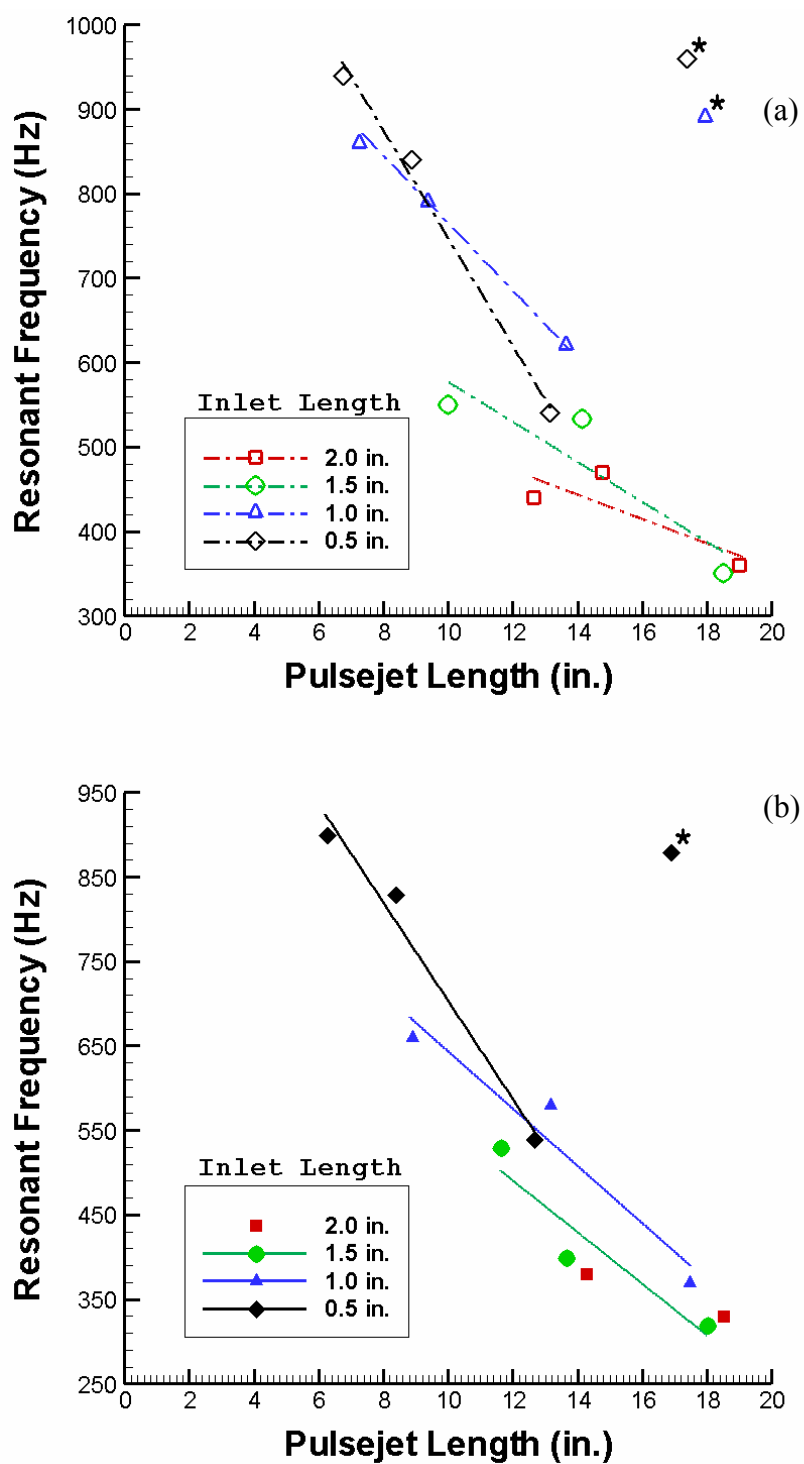 1000
900
800
700
600
500
400
300
Resonant Frequency (Hz)
*
*
(a)
Inlet Length
2.0 in.
1.5 in.
1.0 in.
0.5 in.
0 2 4 6 8 10 12 14 16 18 20
Pulsejet Length (in.)
950
850
750
650
550
450
350
250
Resonant Frequency (Hz)
*
(b)
Inlet Length
2.0 in.
1.5 in.
1.0 in.
0.5 in.
0 2 4 6 8 10 12 14 16 18 20
Pulsejet Length (in.)